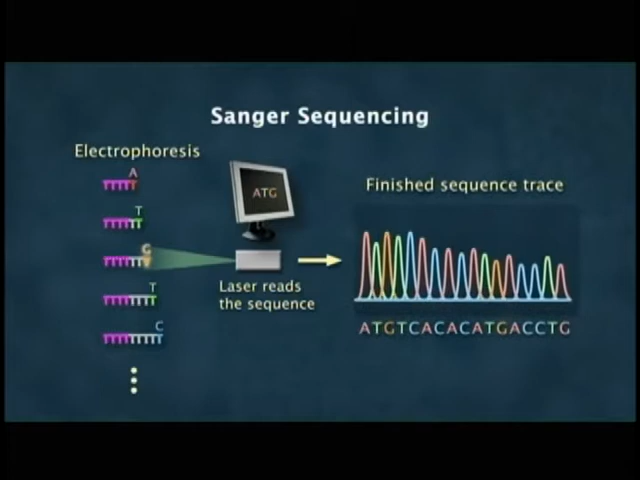 Sanger Sequencing
Electrophoresis
A
T
G
T
C
ATG
Laser reads
the sequence
Finished sequence trace
ATGTCACACATGACCTG